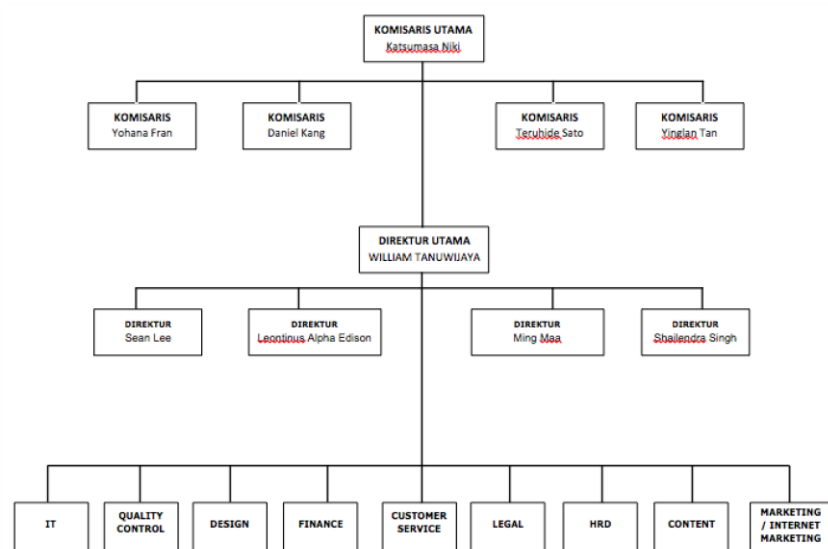 KOMISARIS UTAMA
Katsumasa Niki
KOMISARIS
Yohana Fran
KOMISARIS
Daniel Kang
KOMISARIS
Teruhide Sato
KOMISARIS
Yinglan Tan
DIREKTUR UTAMA
WILLIAM TANUWIJAYA
DIREKTUR
Sean Lee
DIREKTUR
Leontinus Alpha Edison
DIREKTUR
Ming Maa
DIREKTUR
Shailendra Singh
IT
QUALITY
CONTROL
DESIGN
FINANCE
CUSTOMER
SERVICE
LEGAL
HRD
CONTENT
MARKETING
/ INTERNET
MARKETING